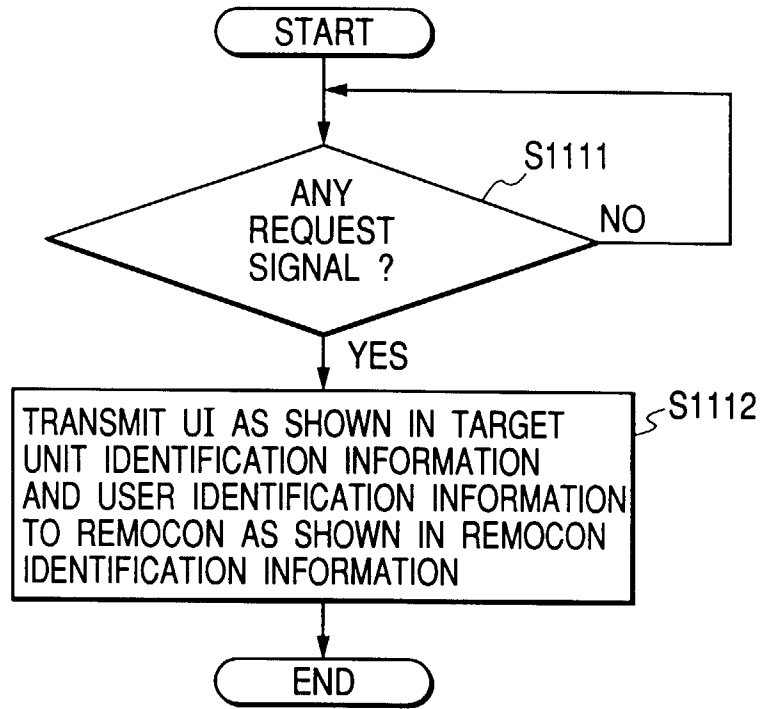 START
S1111
ANY
REQUEST
SIGNAL ?
NO
YES
S1112
TRANSMIT UI AS SHOWN IN TARGET
UNIT IDENTIFICATION INFORMATION
AND USER IDENTIFICATION INFORMATION
TO REMOCON AS SHOWN IN REMOCON
IDENTIFICATION INFORMATION
END